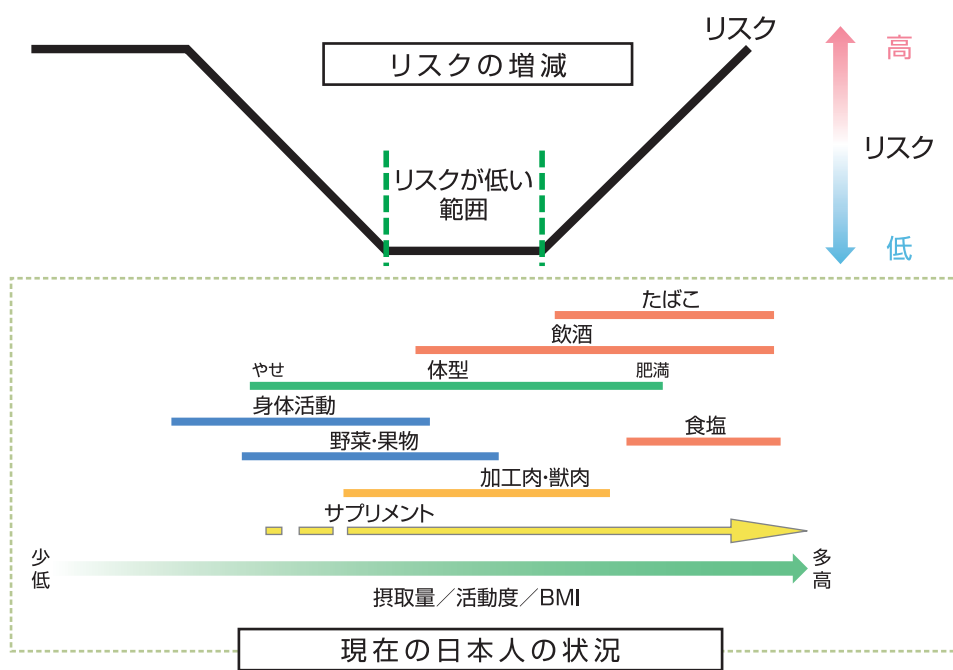 リスク
リスクの増減
高
リスク
リスクが低い
範囲
低
たばこ
飲酒
やせ
体型
肥満
身体活動
食塩
野菜・果物
加工肉・獣肉
サプリメント
少
低
多
高
摂取量／活動度／BMI
現在の日本人の状況